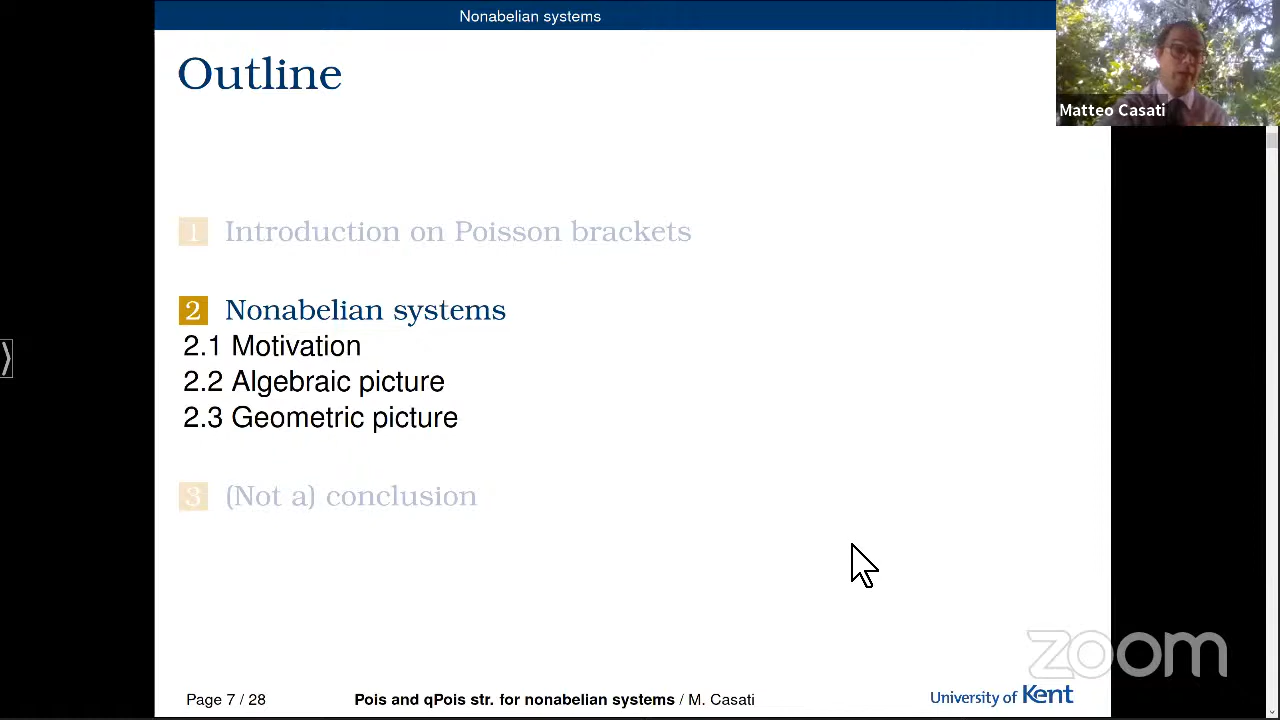 Nonabelian systems
Outline
Matteo Casati
1 Introduction on Poisson brackets
2 Nonabelian systems
2.1 Motivation
2.2 Algebraic picture
2.3 Geometric picture
3 (Not a) conclusion
zoom
Page 7 / 28
Pois and qPois str. for nonabelian systems / M. Casati
University of Kent